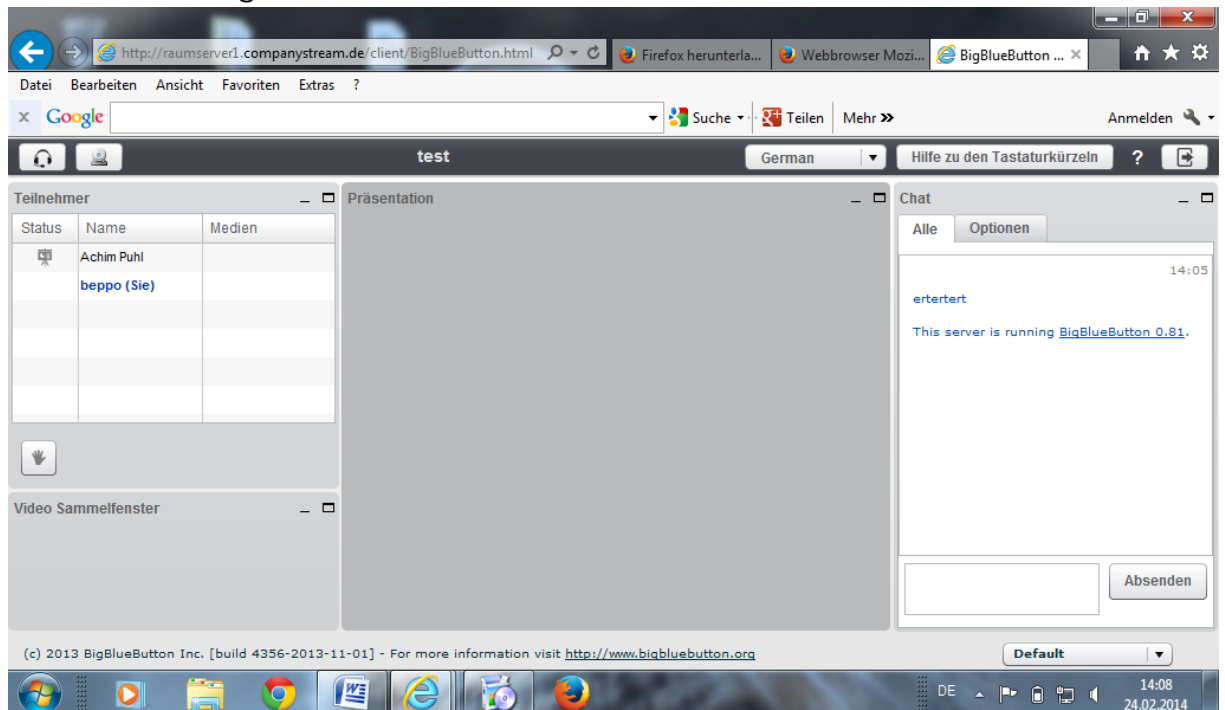 http://raumserver1.companystream.de/client/BigBlueButton.html
Firefox herunterla...
Webbrowser Mozi...
BigBlueButton ...
Datei Bearbeiten Ansicht Favoriten Extras ?
x Google
Suche
Teilen
Mehr »
Anmelden
test
German
Hilfe zu den Tastaturkürzeln
?
Teilnehmer
Status Name Medien
Achim Puhl
beppo (Sie)
Video Sammelfenster
Präsentation
Chat
Alle Optionen
14:05
ertertert
This server is running BigBlueButton 0.81.
Absenden
(c) 2013 BigBlueButton Inc. [build 4356-2013-11-01] - For more information visit http://www.bigbluebutton.org
Default
DE
14:08
24.02.2014